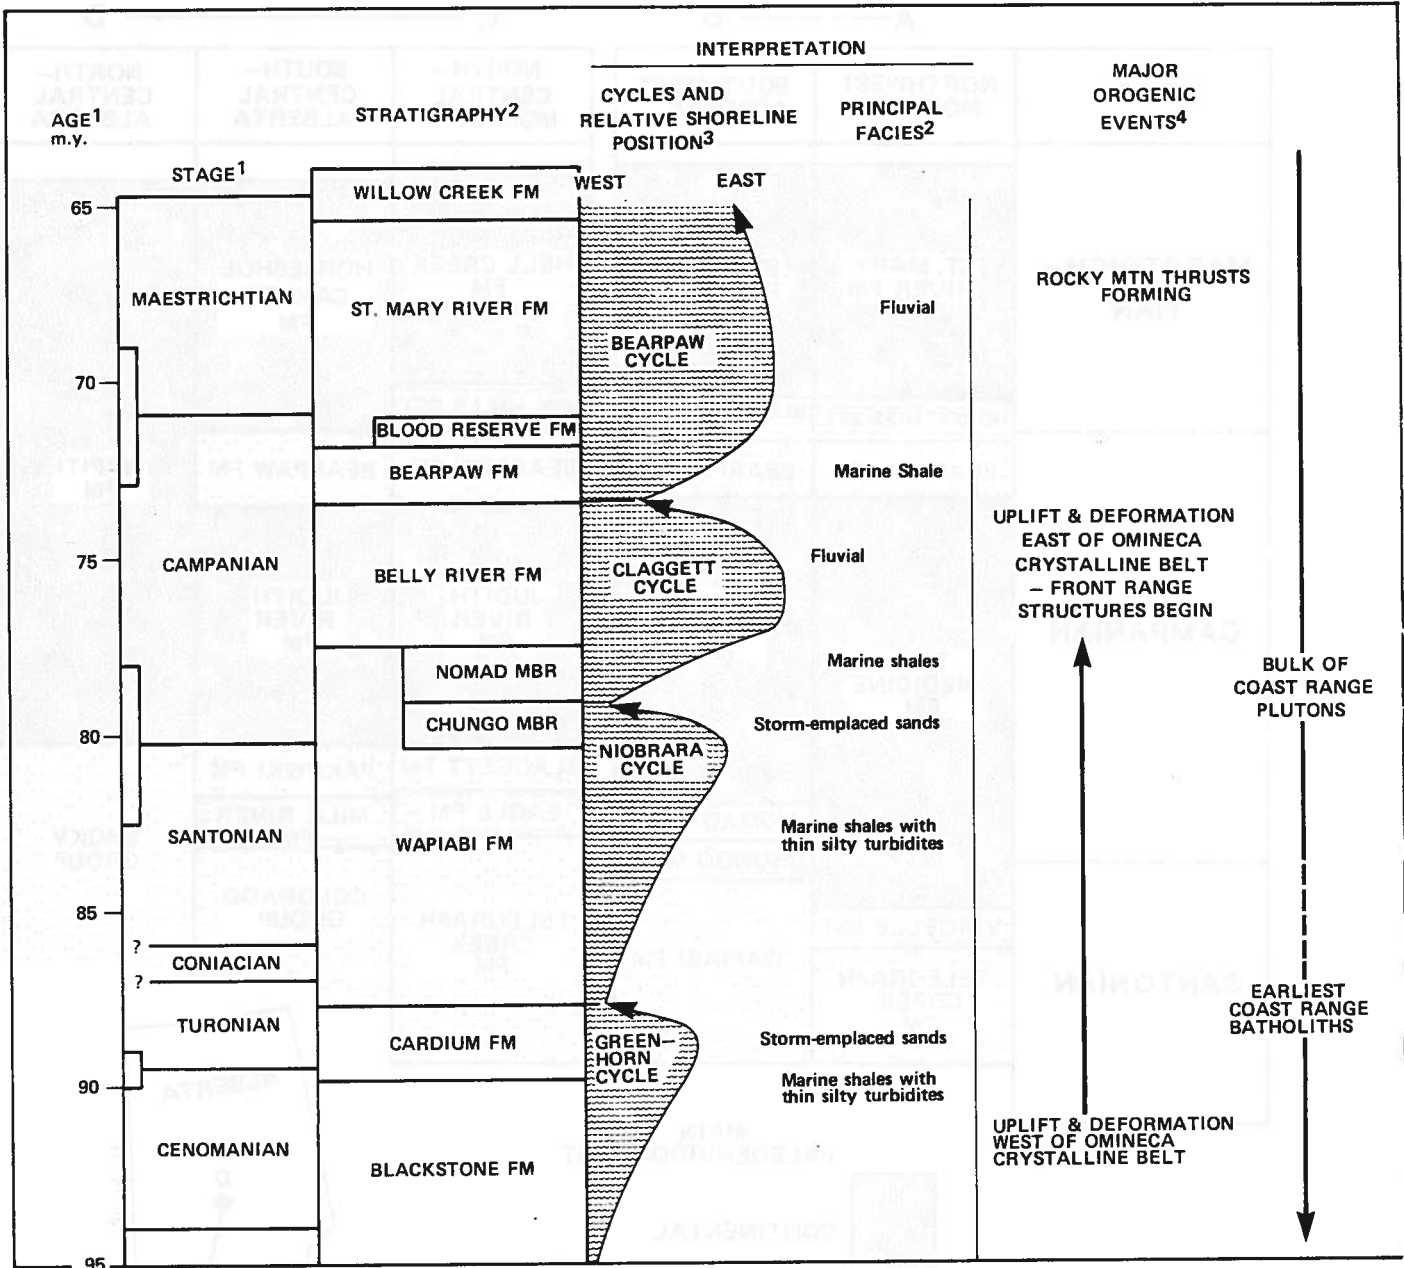 INTERPRETATION
AGE1
m.y.
STAGE1
STRATIGRAPHY2
CYCLES AND
RELATIVE SHORELINE
POSITION3
PRINCIPAL
FACIES2
MAJOR
OROGENIC
EVENTS4
WEST
EAST
65
70
75
80
85
90
95
MAESTRICHTIAN
CAMPANIAN
SANTONIAN
?
CONIACIAN
?
TURONIAN
CENOMANIAN
WILLOW CREEK FM
ST. MARY RIVER FM
BLOOD RESERVE FM
BEARPAW FM
BELLY RIVER FM
NOMAD MBR
CHUNGO MBR
WAPIABI FM
CARDIUM FM
BLACKSTONE FM
BEARPAW
CYCLE
CLAGGETT
CYCLE
NIOBRARA
CYCLE
GREEN–
HORN
CYCLE
Fluvial
Marine Shale
Fluvial
Marine shales
Storm-emplaced sands
Marine shales with
thin silty turbidites
Storm-emplaced sands
Marine shales with
thin silty turbidites
ROCKY MTN THRUSTS
FORMING
UPLIFT & DEFORMATION
EAST OF OMINECA
CRYSTALLINE BELT
– FRONT RANGE
STRUCTURES BEGIN
UPLIFT & DEFORMATION
WEST OF OMINECA
CRYSTALLINE BELT
BULK OF
COAST RANGE
PLUTONS
EARLIEST
COAST RANGE
BATHOLITHS